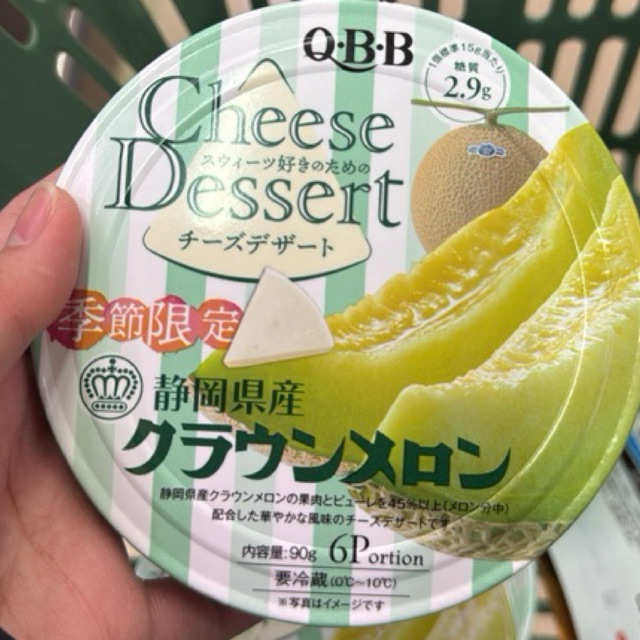 Q・B・B
1個標準15g当たり
糖質
2.9g
Cheese
スウィーツ好きのための
Dessert
チーズデザート
季節限定
静岡県産
クラウンメロン
静岡県産クラウンメロンの果肉とピューレを45%以上(メロン分中)
配合した華やかな風味のチーズデザートです
内容量:90g 6Portion
要冷蔵(0℃~10℃)
※写真はイメージです